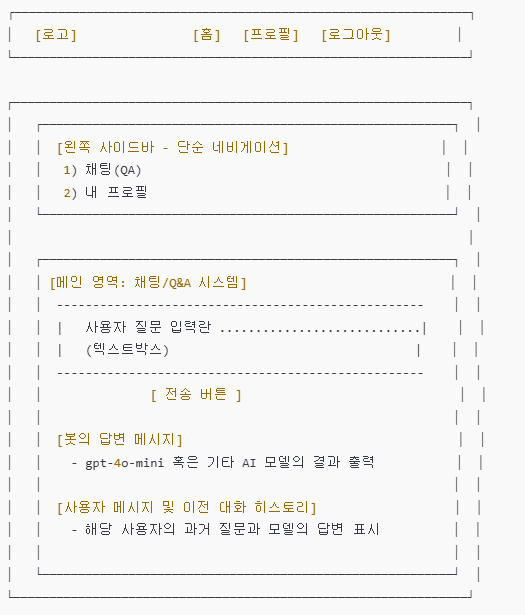 [로고] [홈] [프로필] [로그아웃]
[왼쪽 사이드바 - 단순 네비게이션]
1) 채팅(QA)
2) 내 프로필
[메인 영역: 채팅/Q&A 시스템]
사용자 질문 입력란 ............................
(텍스트박스)
[ 전송 버튼 ]
[봇의 답변 메시지]
- gpt-4o-mini 혹은 기타 AI 모델의 결과 출력
[사용자 메시지 및 이전 대화 히스토리]
- 해당 사용자의 과거 질문과 모델의 답변 표시